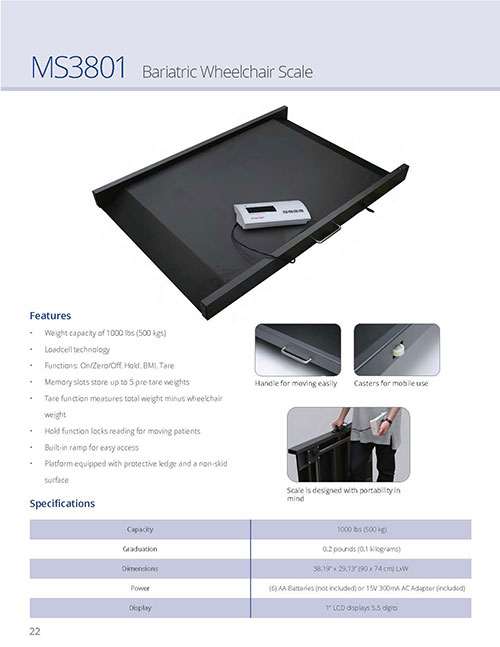 MS3801 Bariatric Wheelchair Scale
Features
• Weight capacity of 1000 lbs (500 kgs)
• Loadcell technology
• Functions: On/Zero/Off, Hold, BMI, Tare
• Memory slots store up to 5 pre-tare weights
• Tare function measures total weight minus wheelchair
weight
• Hold function locks reading for moving patients
• Built-in ramp for easy access
• Platform equipped with protective ledge and a non-skid
surface
Handle for moving easily
Casters for mobile use
Scale is designed with portability in
mind
Specifications
Capacity 1000 lbs (500 kg)
Graduation 0.2 pounds (0.1 kilograms)
Dimensions 38.19" x 29.13" (90 x 74 cm) LxW
Power (6) AA Batteries (not included) or 15V 300mA AC Adapter (included)
Display 1" LCD displays 5.5 digits
22